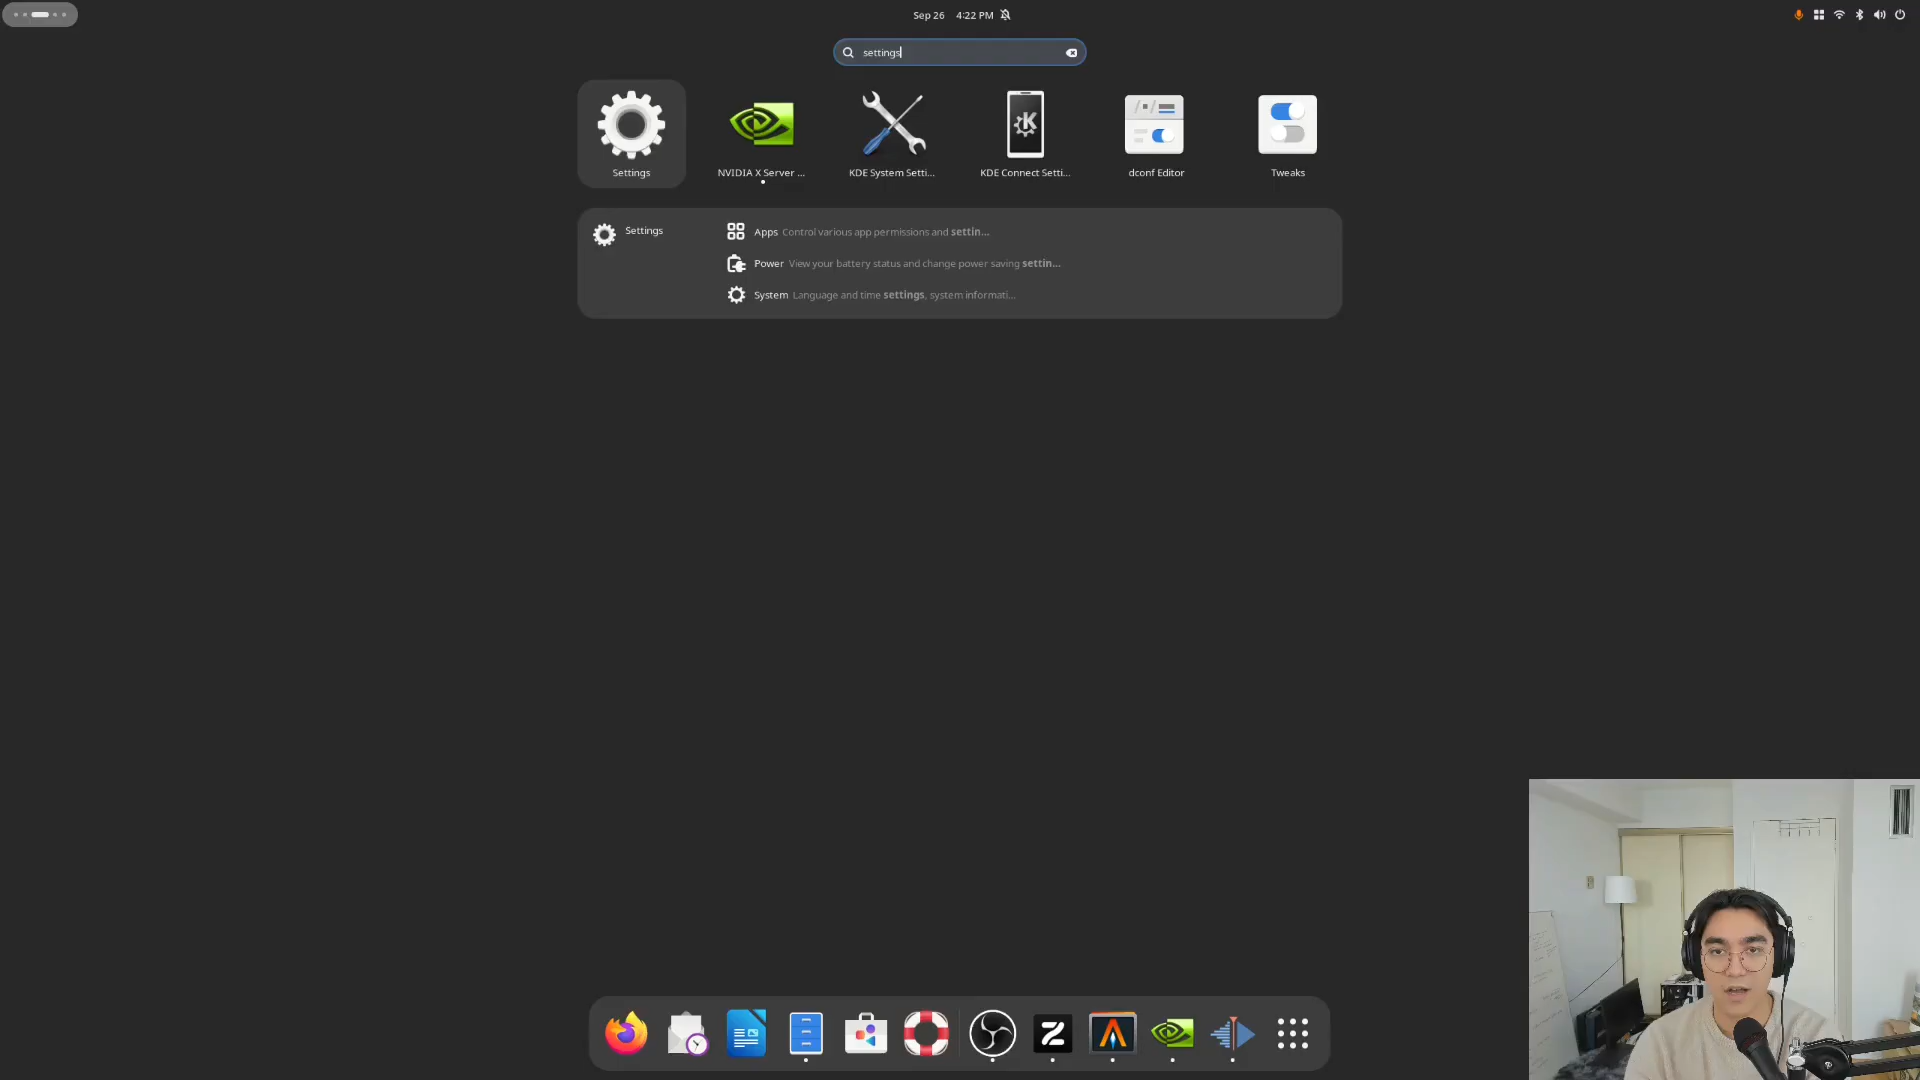 Sep 26 4:22 PM
settings
Settings
NVIDIA X Server ...
KDE System Setti...
KDE Connect Setti...
dconf Editor
Tweaks
Settings
Apps Control various app permissions and settin...
Power View your battery status and change power saving settin...
System Language and time settings, system informati...